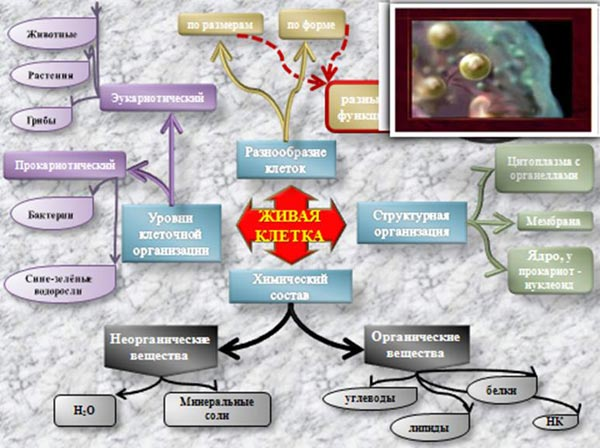 Животные
Растения
Грибы
Эукариотический
Прокариотический
Бактерии
Сине-зелёные
водоросли
Уровни
клеточной
организации
по размерам
по форме
Разнообразие
клеток
ЖИВАЯ
КЛЕТКА
Структурная
организация
Цитоплазма с
органеллами
Мембрана
Ядро, у
прокариот -
нуклеоид
Химический
состав
Неорганические
вещества
H₂O
Минеральные
соли
Органические
вещества
углеводы
липиды
белки
НК